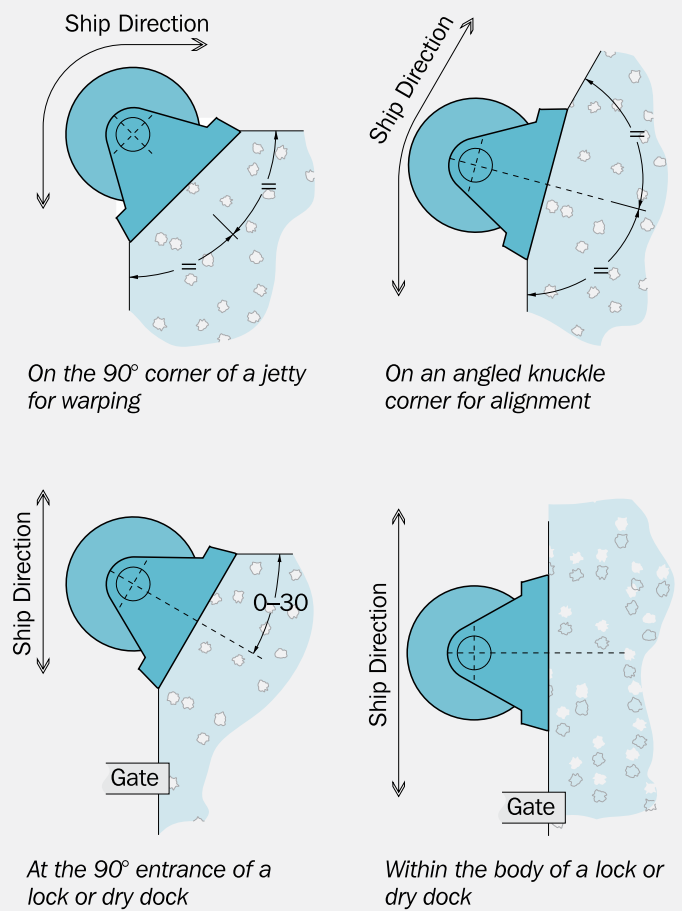 Ship Direction
Ship Direction
=
=
=
=
On the 90° corner of a jetty
for warping
On an angled knuckle
corner for alignment
Ship Direction
0–30
Gate
Ship Direction
Gate
At the 90° entrance of a
lock or dry dock
Within the body of a lock or
dry dock